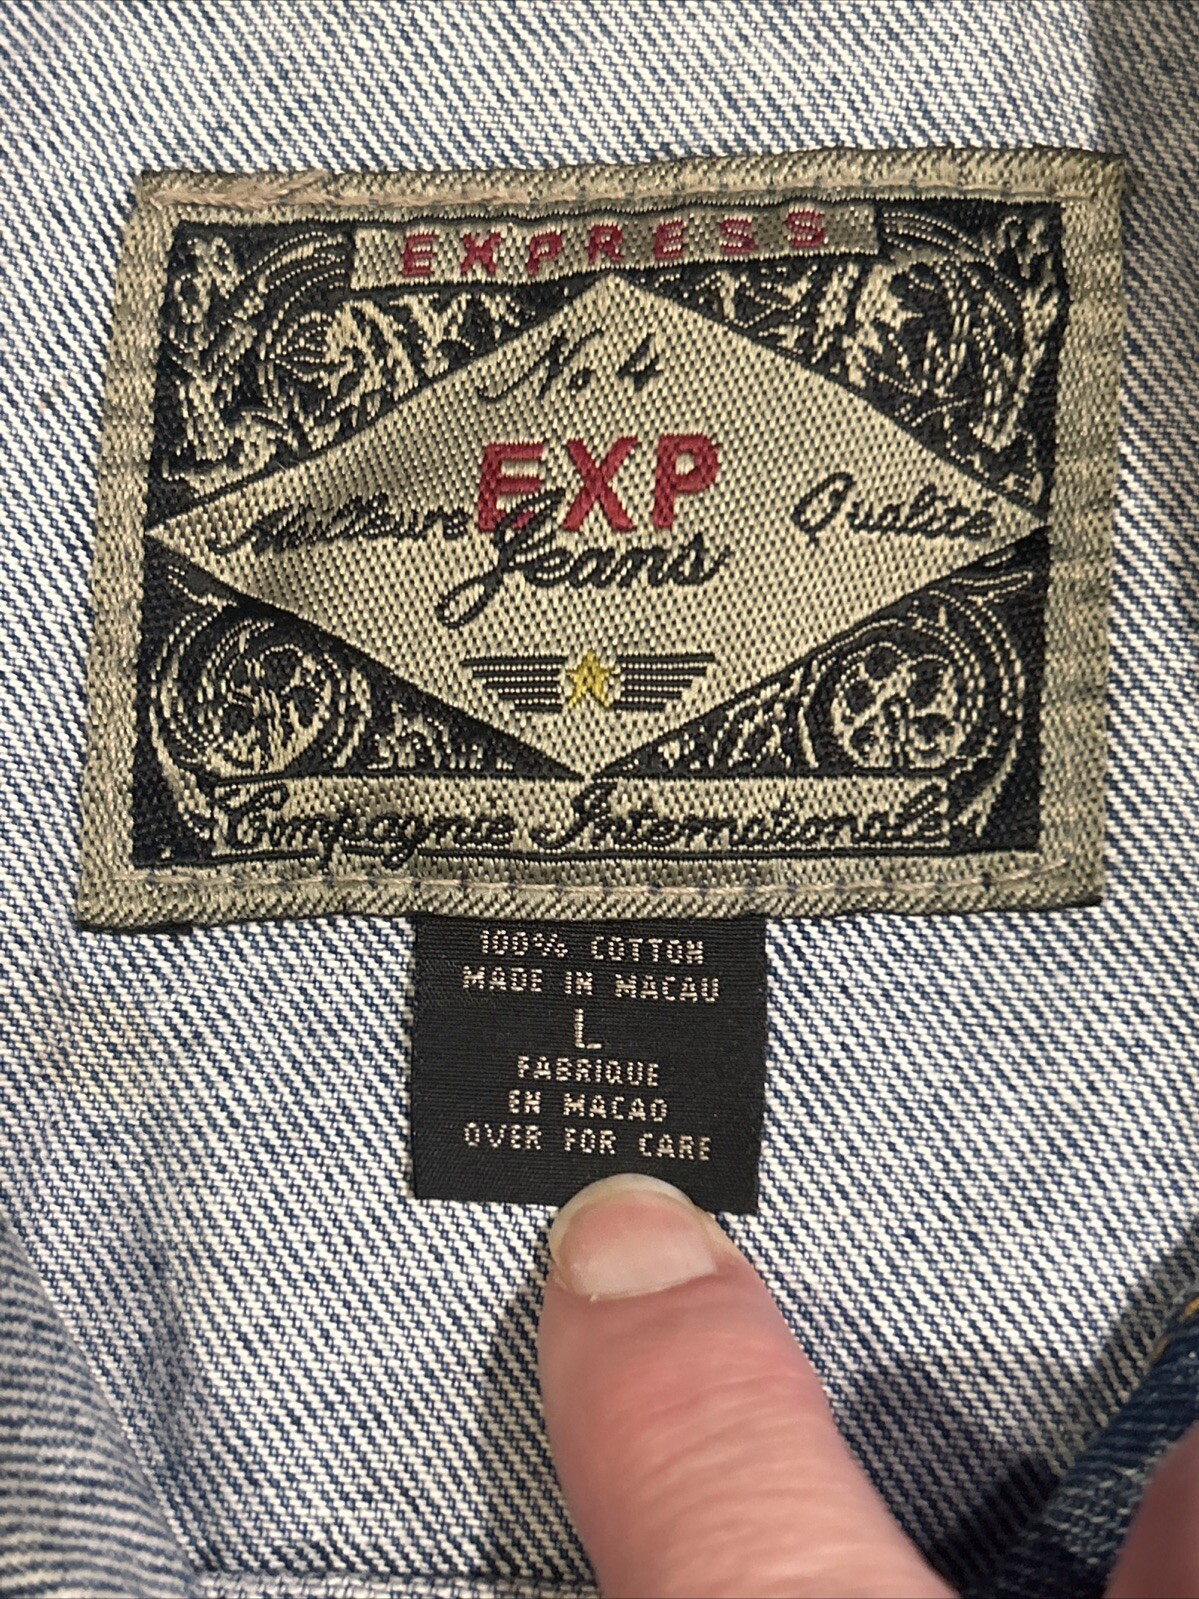 EXPRESS
No. 4
EXP
Meilleure Jeans Qualité
Compagnie Internationale
100% COTTON
MADE IN MACAU
L
FABRIQUE
EN MACAO
OVER FOR CARE